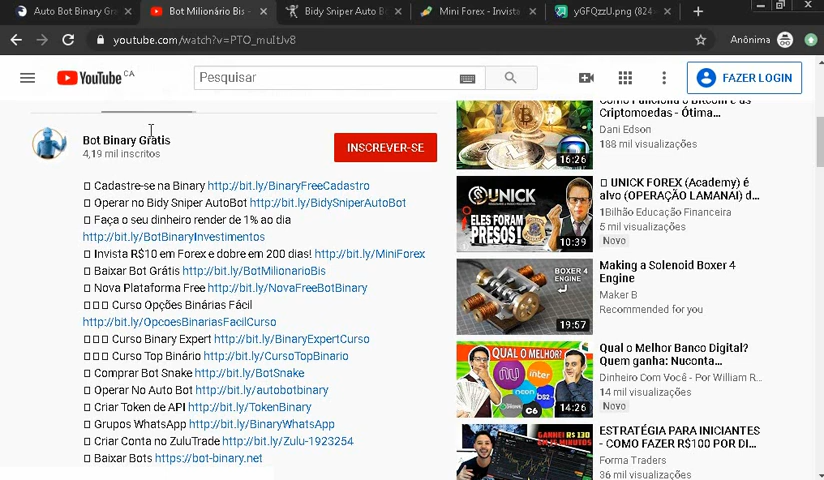 Auto Bot Binary Gr
Bot Milionário Bis -
Bidy Sniper Auto B
Mini Forex - Invista
yGFQzzU.png (824
youtube.com/watch?v=PTO_muItJv8
Anônima
YouTube CA
Pesquisar
FAZER LOGIN
Bot Binary Grátis
4,19 mil inscritos
INSCREVER-SE
Cadastre-se na Binary http://bit.ly/BinaryFreeCadastro
Operar no Bidy Sniper AutoBot http://bit.ly/BidySniperAutoBot
Faça o seu dinheiro render de 1% ao dia
http://bit.ly/BotBinaryInvestimentos
Invista R$10 em Forex e dobre em 200 dias! http://bit.ly/MiniForex
Baixar Bot Grátis http://bit.ly/BotMilionarioBis
Nova Plataforma Free http://bit.ly/NovaFreeBotBinary
Curso Opções Binárias Fácil
http://bit.ly/OpcoesBinariasFacilCurso
Curso Binary Expert http://bit.ly/BinaryExpertCurso
Curso Top Binário http://bit.ly/CursoTopBinario
Comprar Bot Snake http://bit.ly/BotSnake
Operar No Auto Bot http://bit.ly/autobotbinary
Criar Token de API http://bit.ly/TokenBinary
Grupos WhatsApp http://bit.ly/BinaryWhatsApp
Criar Conta no ZuluTrade http://bit.ly/Zulu-1923254
Baixar Bots https://bot-binary.net
16:26
Como Funciona o Bitcoin e as
Criptomoedas - Ótima...
Dani Edson
188 mil visualizações
UNICK
ELES FORAM
PRESOS!
10:39
UNICK FOREX (Academy) é
alvo (OPERAÇÃO LAMANAI) d...
1Bilhão Educação Financeira
5 mil visualizações
Novo
BOXER 4
ENGINE
19:57
Making a Solenoid Boxer 4
Engine
Maker B
Recommended for you
QUAL O MELHOR?
inter
neon
bs2
C6
14:26
Qual o Melhor Banco Digital?
Quem ganha: Nuconta...
Dinheiro Com Você - Por William R...
14 mil visualizações
Novo
GANHEI R$ 130
ESTRATÉGIA PARA INICIANTES
- COMO FAZER R$100 POR DI...
Forma Traders
36 mil visualizações